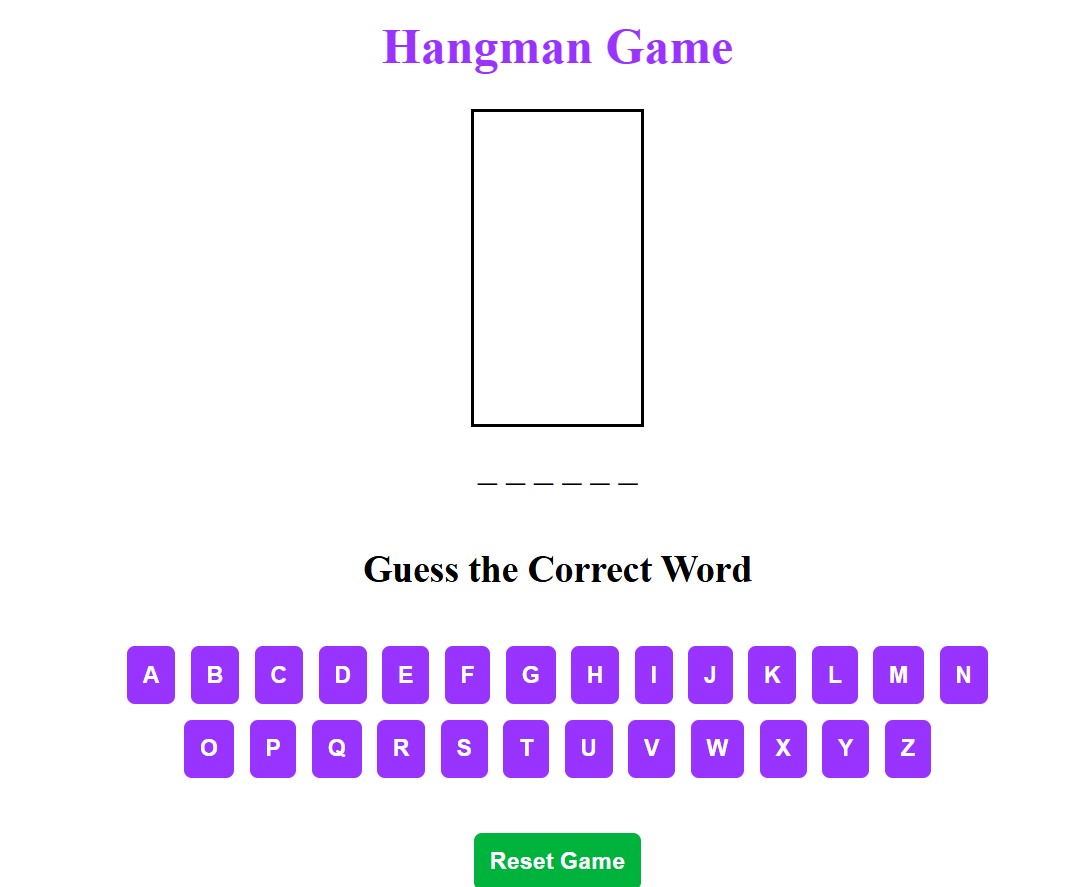 Hangman Game
_ _ _ _ _ _
Guess the Correct Word
A B C D E F G H I J K L M N
O P Q R S T U V W X Y Z
Reset Game